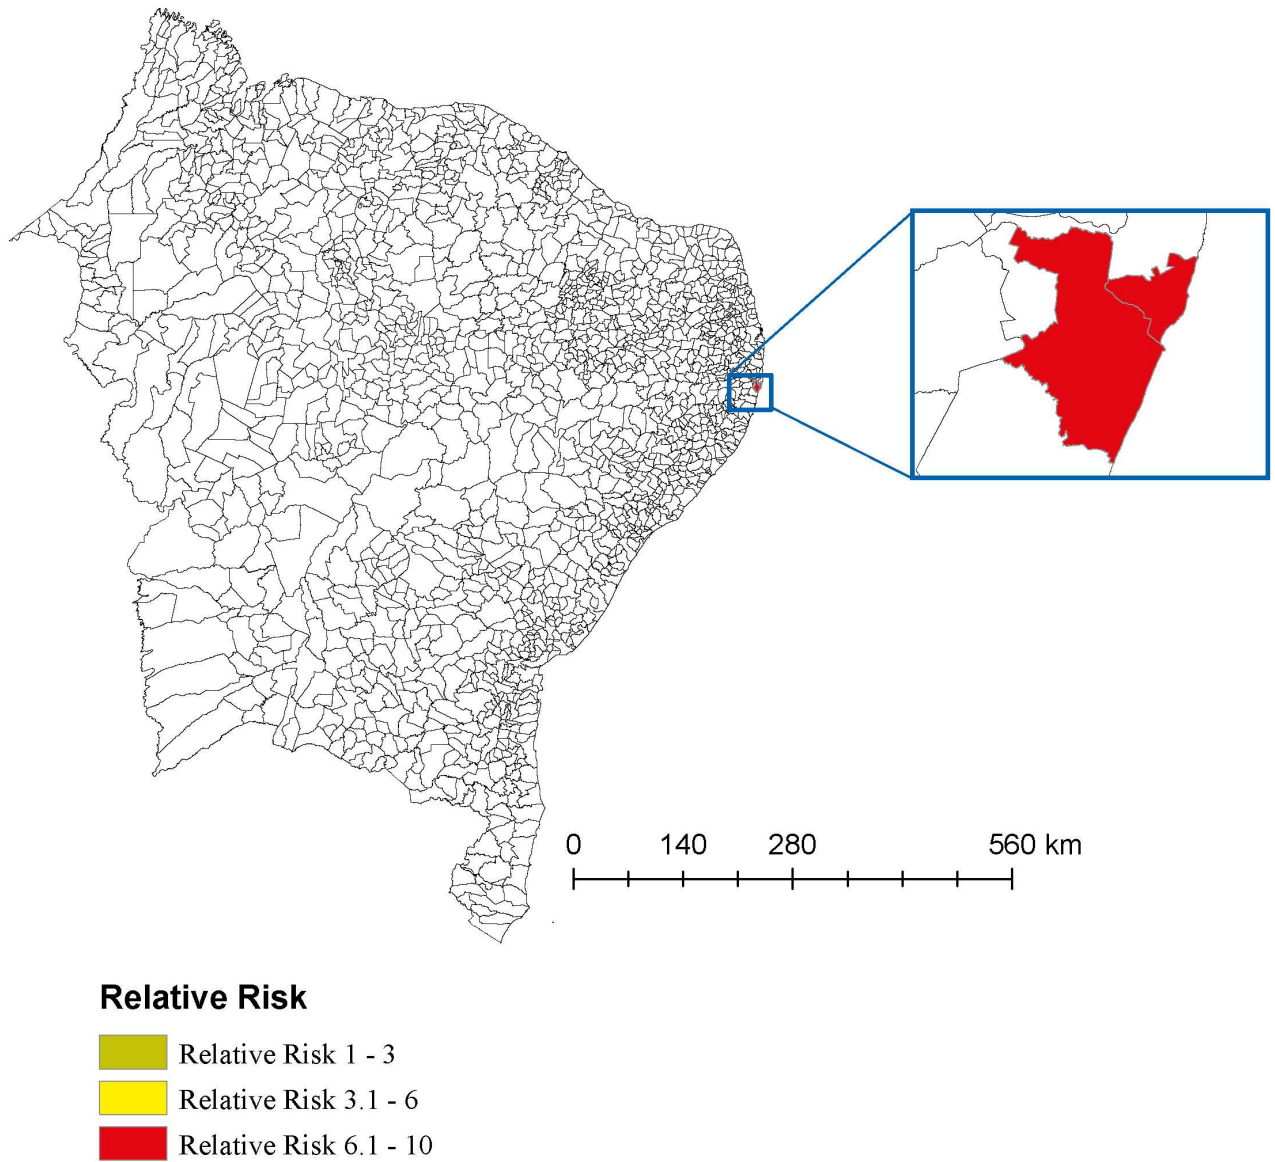 0 140 280 560 km
Relative Risk
Relative Risk 1 - 3
Relative Risk 3.1 - 6
Relative Risk 6.1 - 10